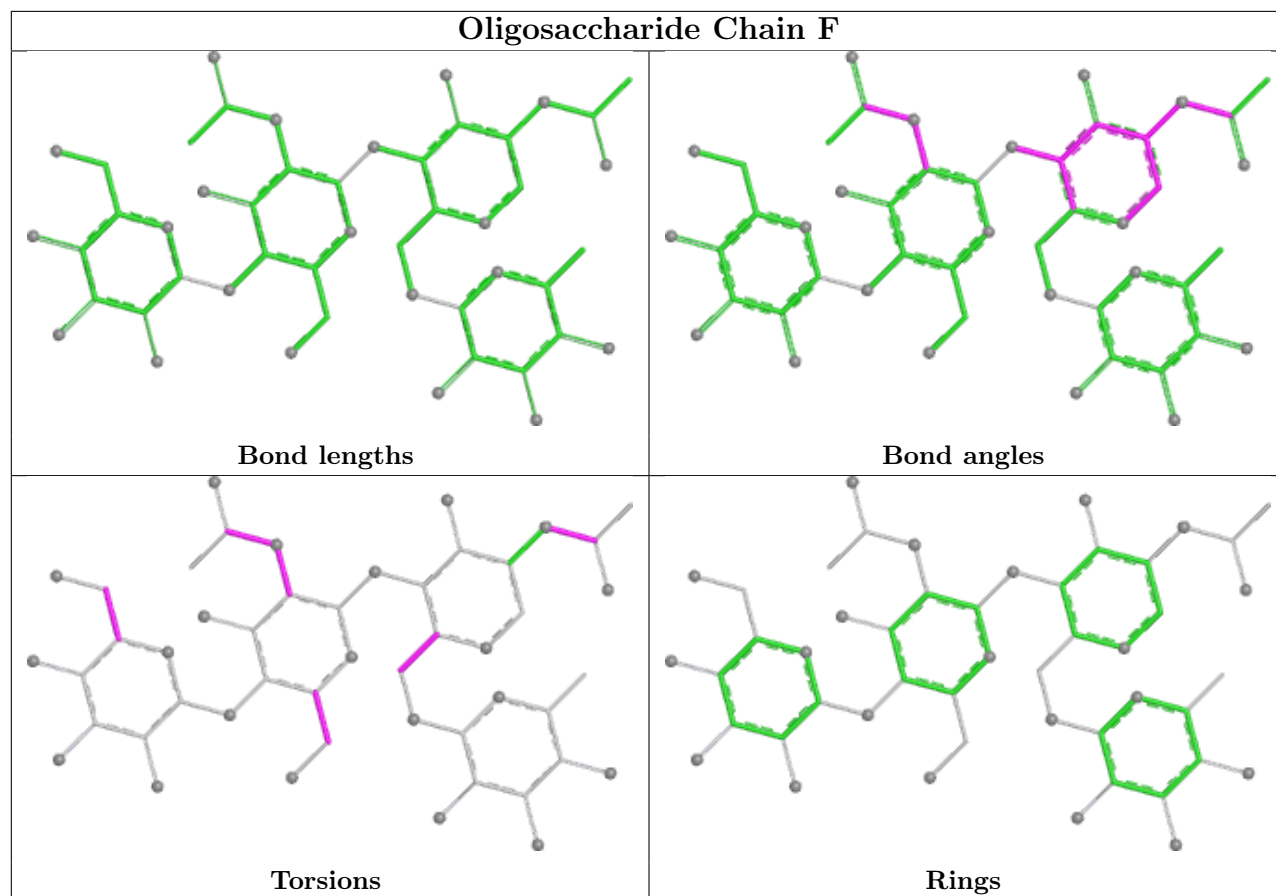 Oligosaccharide Chain F
Bond lengths
Bond angles
Torsions
Rings